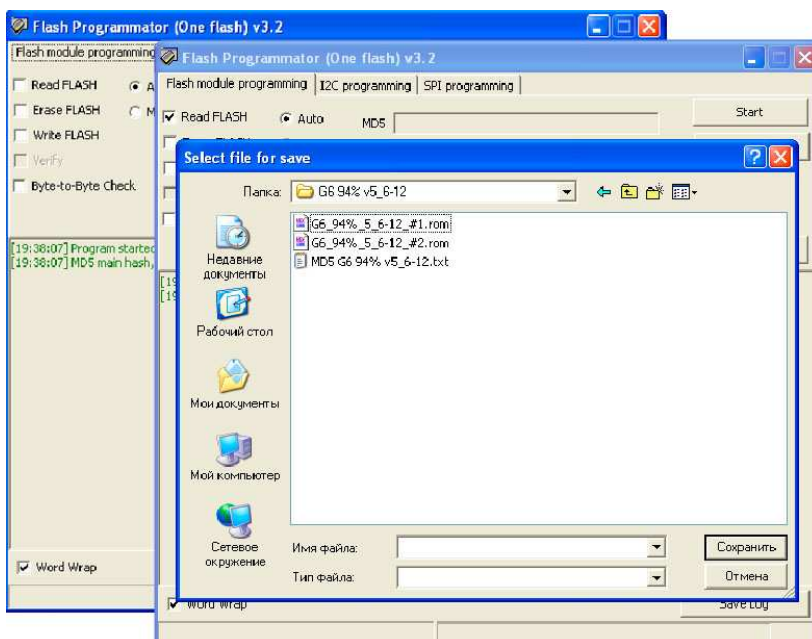 Flash Programmator (One flash) v3.2
Flash module programming
Read FLASH
Erase FLASH
Write FLASH
Verify
Byte-to-Byte Check
[19:38:07] Program started
[19:38:07] MD5 main hash,
Word Wrap
Flash Programmator (One flash) v3.2
Flash module programming I2C programming SPI programming
Read FLASH Auto MD5 Start
Select file for save
Папка: G6 94% v5_6-12
G6_94%_5_6-12_#1.rom
G6_94%_5_6-12_#2.rom
MD5 G6 94% v5_6-12.txt
Недавние
документы
Рабочий стол
Мои документы
Мой компьютер
Сетевое
окружение
Имя файла: Сохранить
Тип файла: Отмена
Word Wrap Save Log